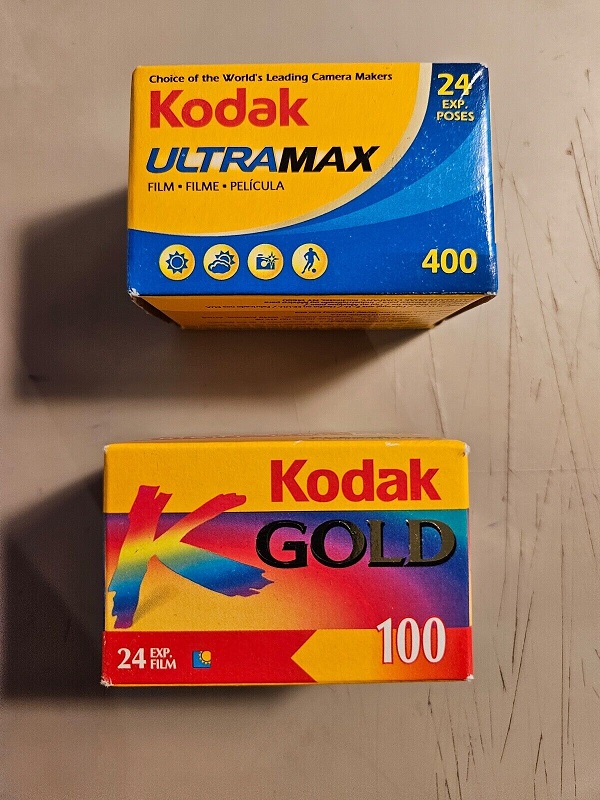 Choice of the World's Leading Camera Makers
Kodak
24
EXP.
POSES
ULTRAMAX
FILM • FILME • PELÍCULA
400
Kodak
GOLD
100
24 EXP.
FILM